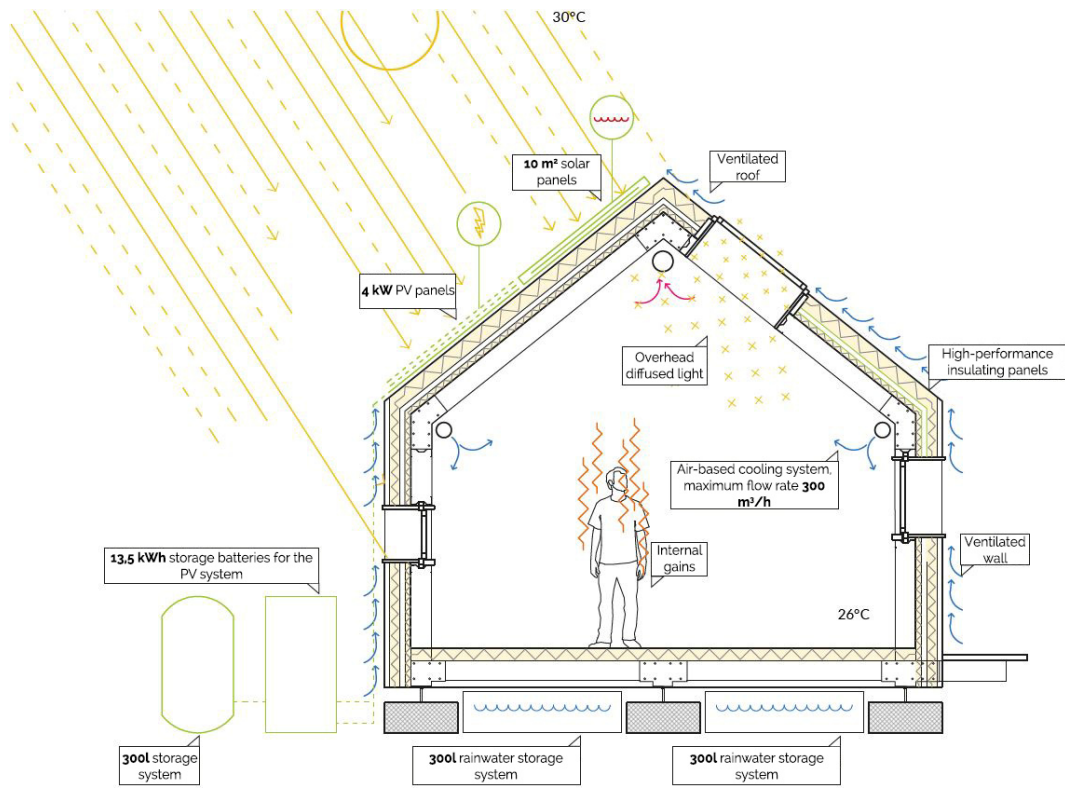 30°C
10 m² solar
panels
Ventilated
roof
4 kW PV panels
Overhead
diffused light
High-performance
insulating panels
Air-based cooling system,
maximum flow rate 300
m³/h
13,5 kWh storage batteries for the
PV system
Internal
gains
Ventilated
wall
26°C
300l storage
system
300l rainwater storage
system
300l rainwater storage
system